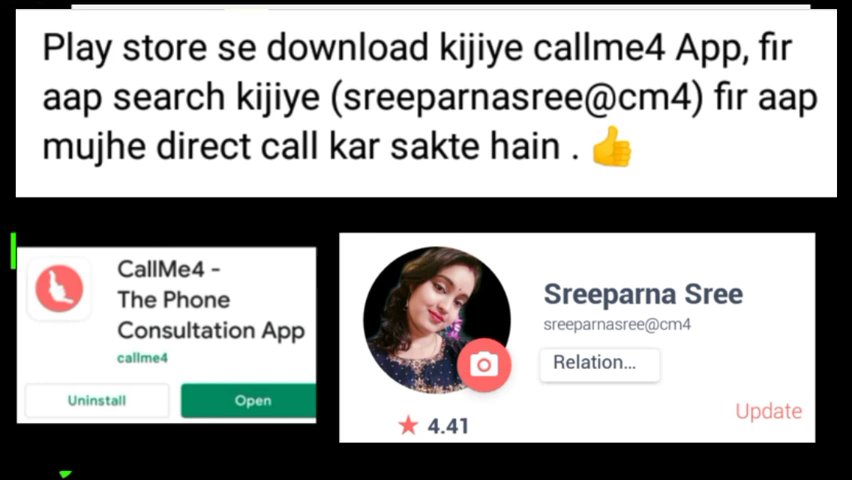 Play store se download kijiye callme4 App, fir
aap search kijiye (sreeparnasree@cm4) fir aap
mujhe direct call kar sakte hain . 👍
CallMe4 -
The Phone
Consultation App
callme4
Uninstall
Open
Sreeparna Sree
sreeparnasree@cm4
Relation...
Update
★ 4.41